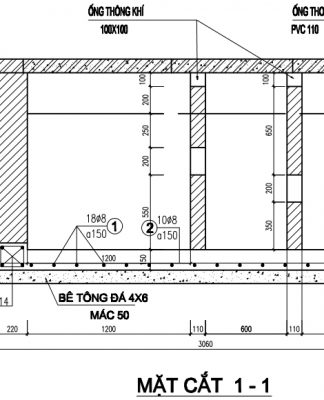 ỐNG THÔNG KHÍ
100X100
ỐNG THO
PVC 110
100
200
250
200
550
50
100
650
200
350
18ø8
a150
1
2
10ø8
a150
1200
14
BÊ TÔNG ĐÁ 4X6
MÁC 50
220
1200
110
600
110
3060
MẶT CẮT 1 - 1